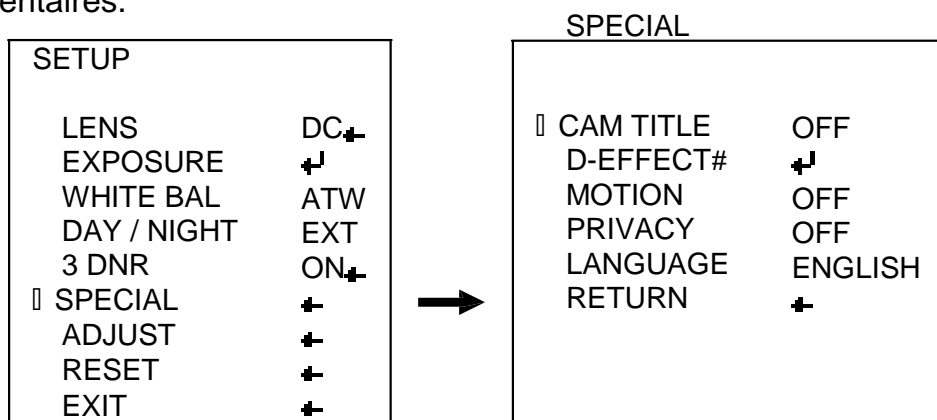 entaires.
SETUP
LENS DC
EXPOSURE ↵
WHITE BAL ATW
DAY / NIGHT EXT
3 DNR ON
▯ SPECIAL
ADJUST
RESET
EXIT
SPECIAL
▯ CAM TITLE OFF
D-EFFECT# ↵
MOTION OFF
PRIVACY OFF
LANGUAGE ENGLISH
RETURN